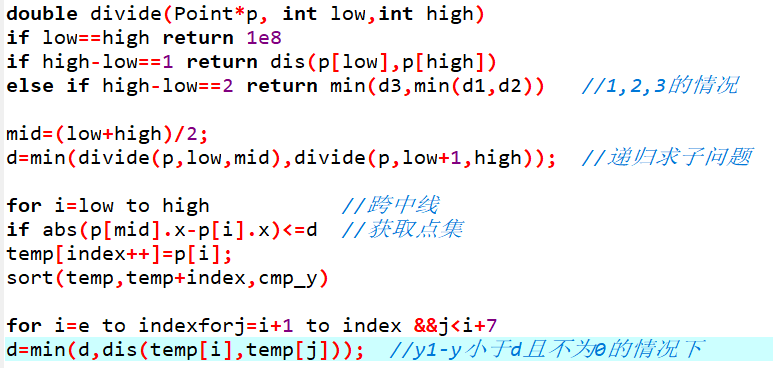 double divide(Point*p, int low,int high)
if low==high return 1e8
if high-low==1 return dis(p[low],p[high])
else if high-low==2 return min(d3,min(d1,d2))   //1,2,3的情况
mid=(low+high)/2;
d=min(divide(p,low,mid),divide(p,low+1,high));  //递归求子问题
for i=low to high           //跨中线
if abs(p[mid].x-p[i].x)<=d  //获取点集
temp[index++]=p[i];
sort(temp,temp+index,cmp_y)
for i=e to indexforj=i+1 to index &&j<i+7
d=min(d,dis(temp[i],temp[j]));  //y1-y小于d且不为0的情况下